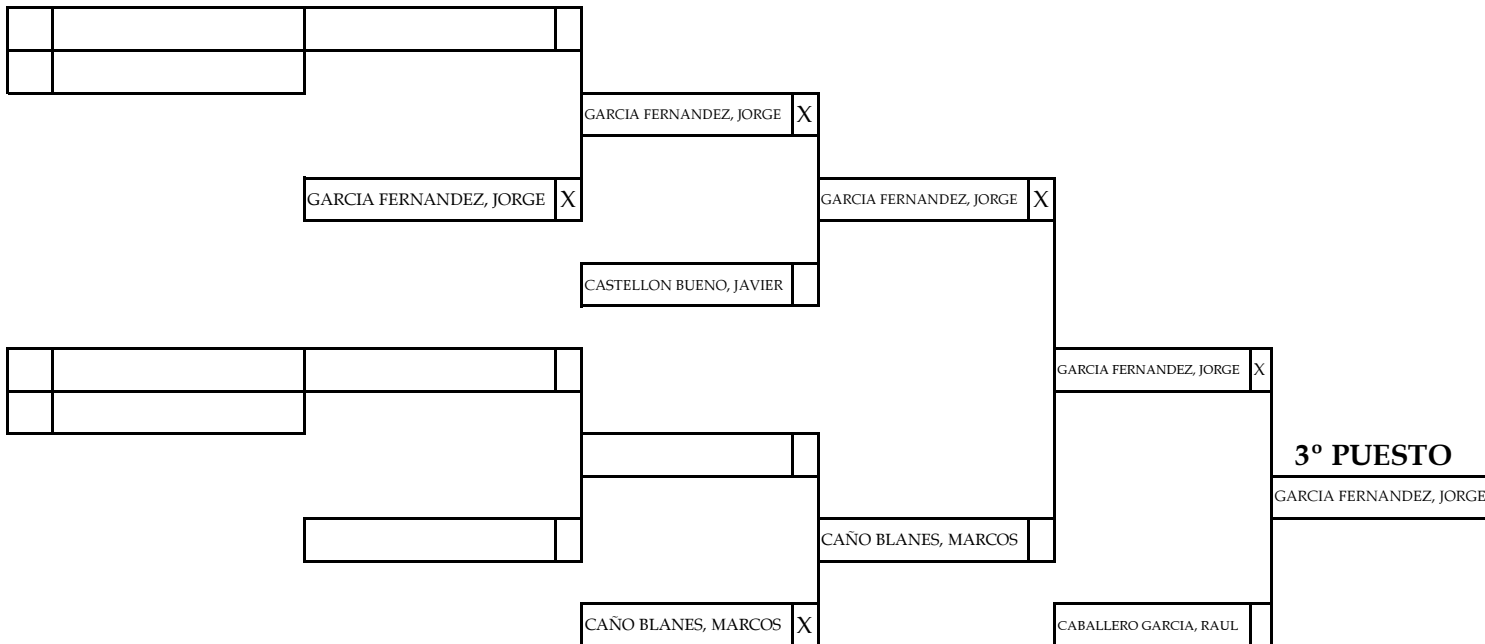 GARCIA FERNANDEZ, JORGE X
GARCIA FERNANDEZ, JORGE X
GARCIA FERNANDEZ, JORGE X
CASTELLON BUENO, JAVIER
GARCIA FERNANDEZ, JORGE X
3º PUESTO
GARCIA FERNANDEZ, JORGE
CAÑO BLANES, MARCOS
CAÑO BLANES, MARCOS X
CABALLERO GARCIA, RAUL